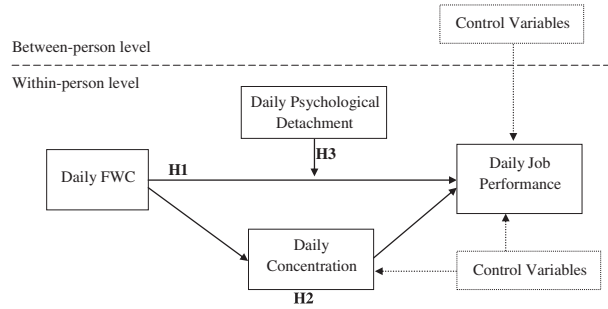 Control Variables
Between-person level
Within-person level
Daily Psychological
Detachment
H3
H1
Daily FWC
Daily Job
Performance
Daily
Concentration
Control Variables
H2